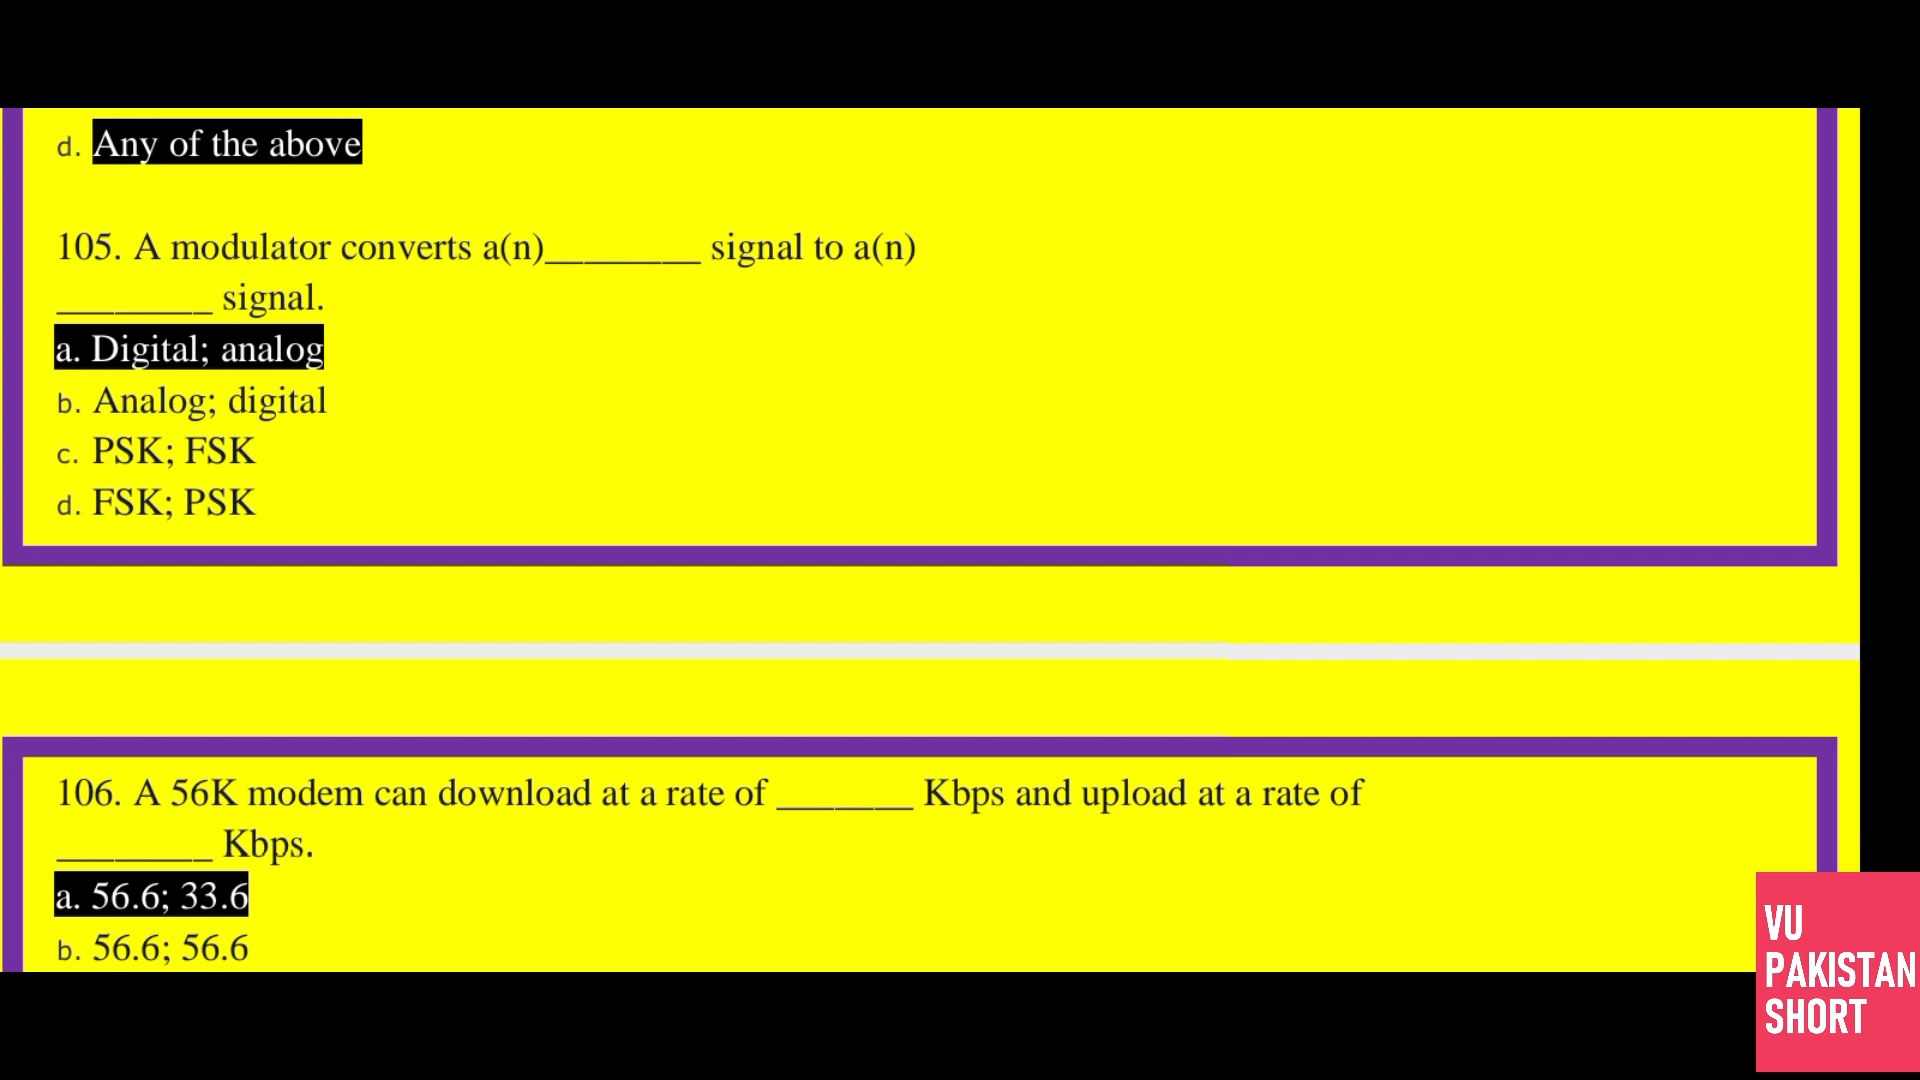 d. Any of the above
105. A modulator converts a(n)________ signal to a(n)
________ signal.
a. Digital; analog
b. Analog; digital
c. PSK; FSK
d. FSK; PSK
106. A 56K modem can download at a rate of _______ Kbps and upload at a rate of
________ Kbps.
a. 56.6; 33.6
b. 56.6; 56.6
VU
PAKISTAN
SHORT